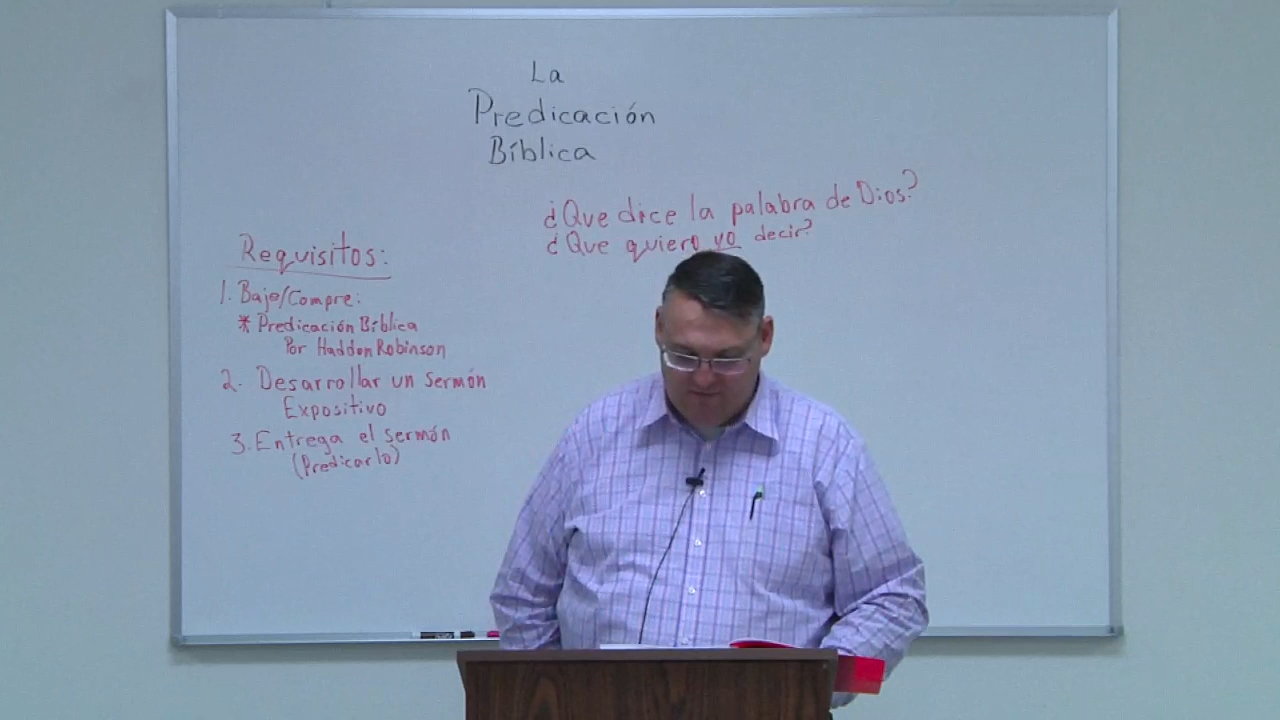 La
Predicación
Bíblica
¿Que dice la palabra de Dios?
¿Que quiero yo decir?
Requisitos:
1. Baje/Compre:
* Predicación Bíblica
Por Haddon Robinson
2. Desarrollar un sermón
Expositivo
3. Entrega el sermón
(Predicarlo)